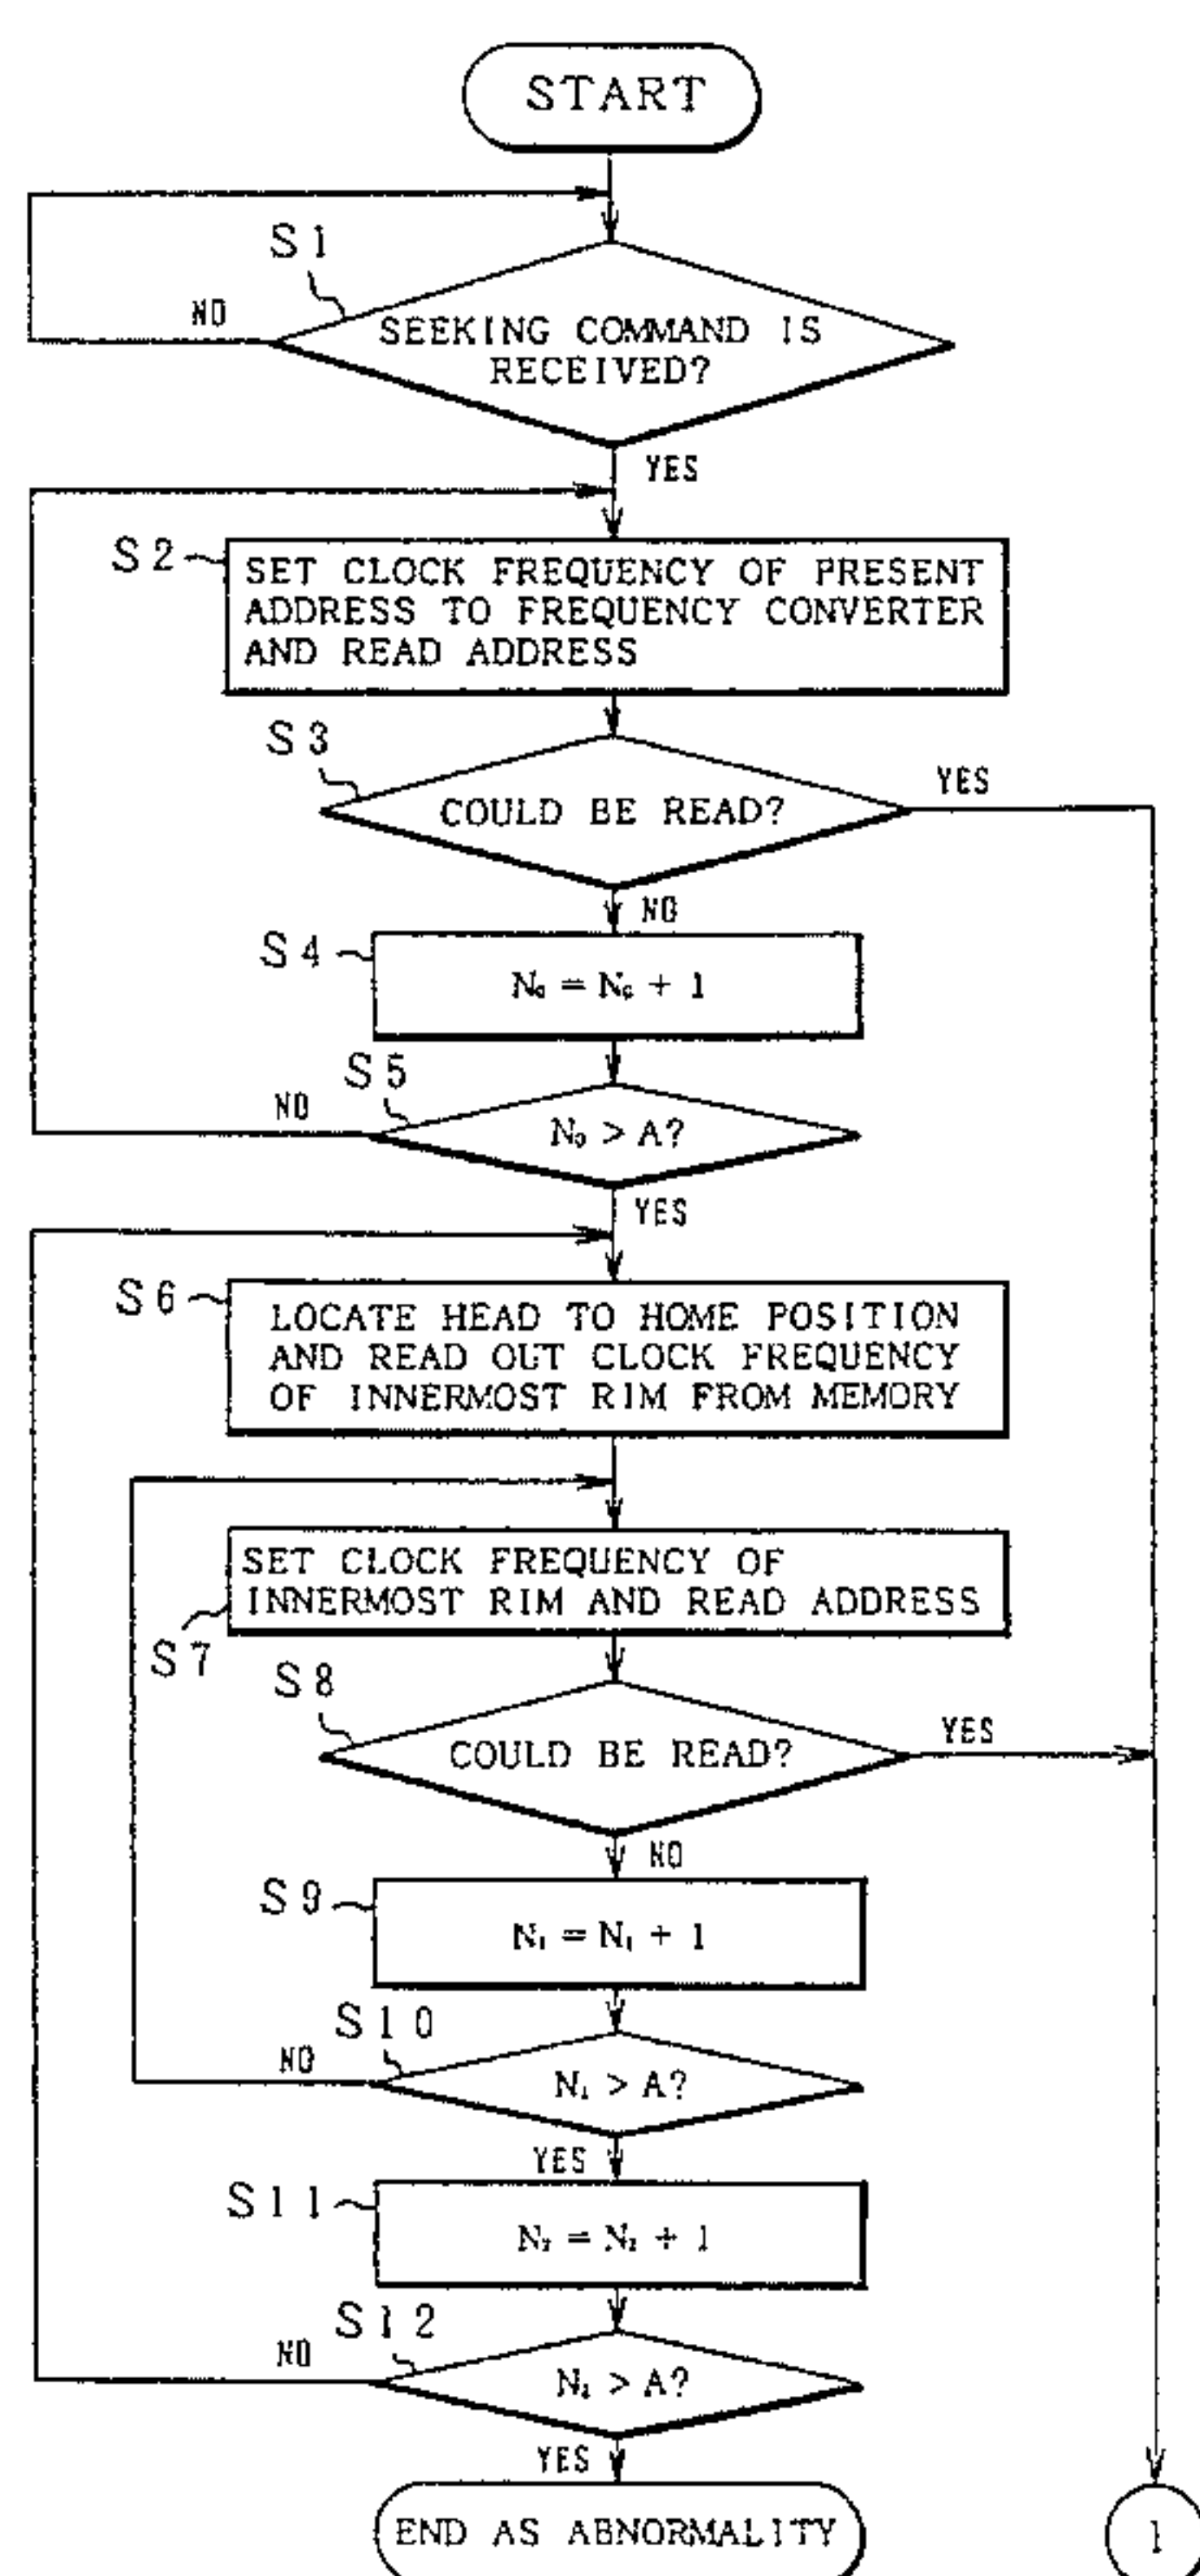 START
S1
NO
SEEKING COMMAND IS
RECEIVED?
YES
S2
SET CLOCK FREQUENCY OF PRESENT
ADDRESS TO FREQUENCY CONVERTER
AND READ ADDRESS
S3
COULD BE READ?
YES
NO
S4
N₀ = N₀ + 1
S5
NO
N₀ > A?
YES
S6
LOCATE HEAD TO HOME POSITION
AND READ OUT CLOCK FREQUENCY
OF INNERMOST RIM FROM MEMORY
SET CLOCK FREQUENCY OF
INNERMOST RIM AND READ ADDRESS
S7
S8
COULD BE READ?
YES
NO
S9
N₁ = N₁ + 1
S10
NO
N₁ > A?
YES
S11
N₂ = N₂ + 1
S12
NO
N₂ > A?
YES
END AS ABNORMALITY
1